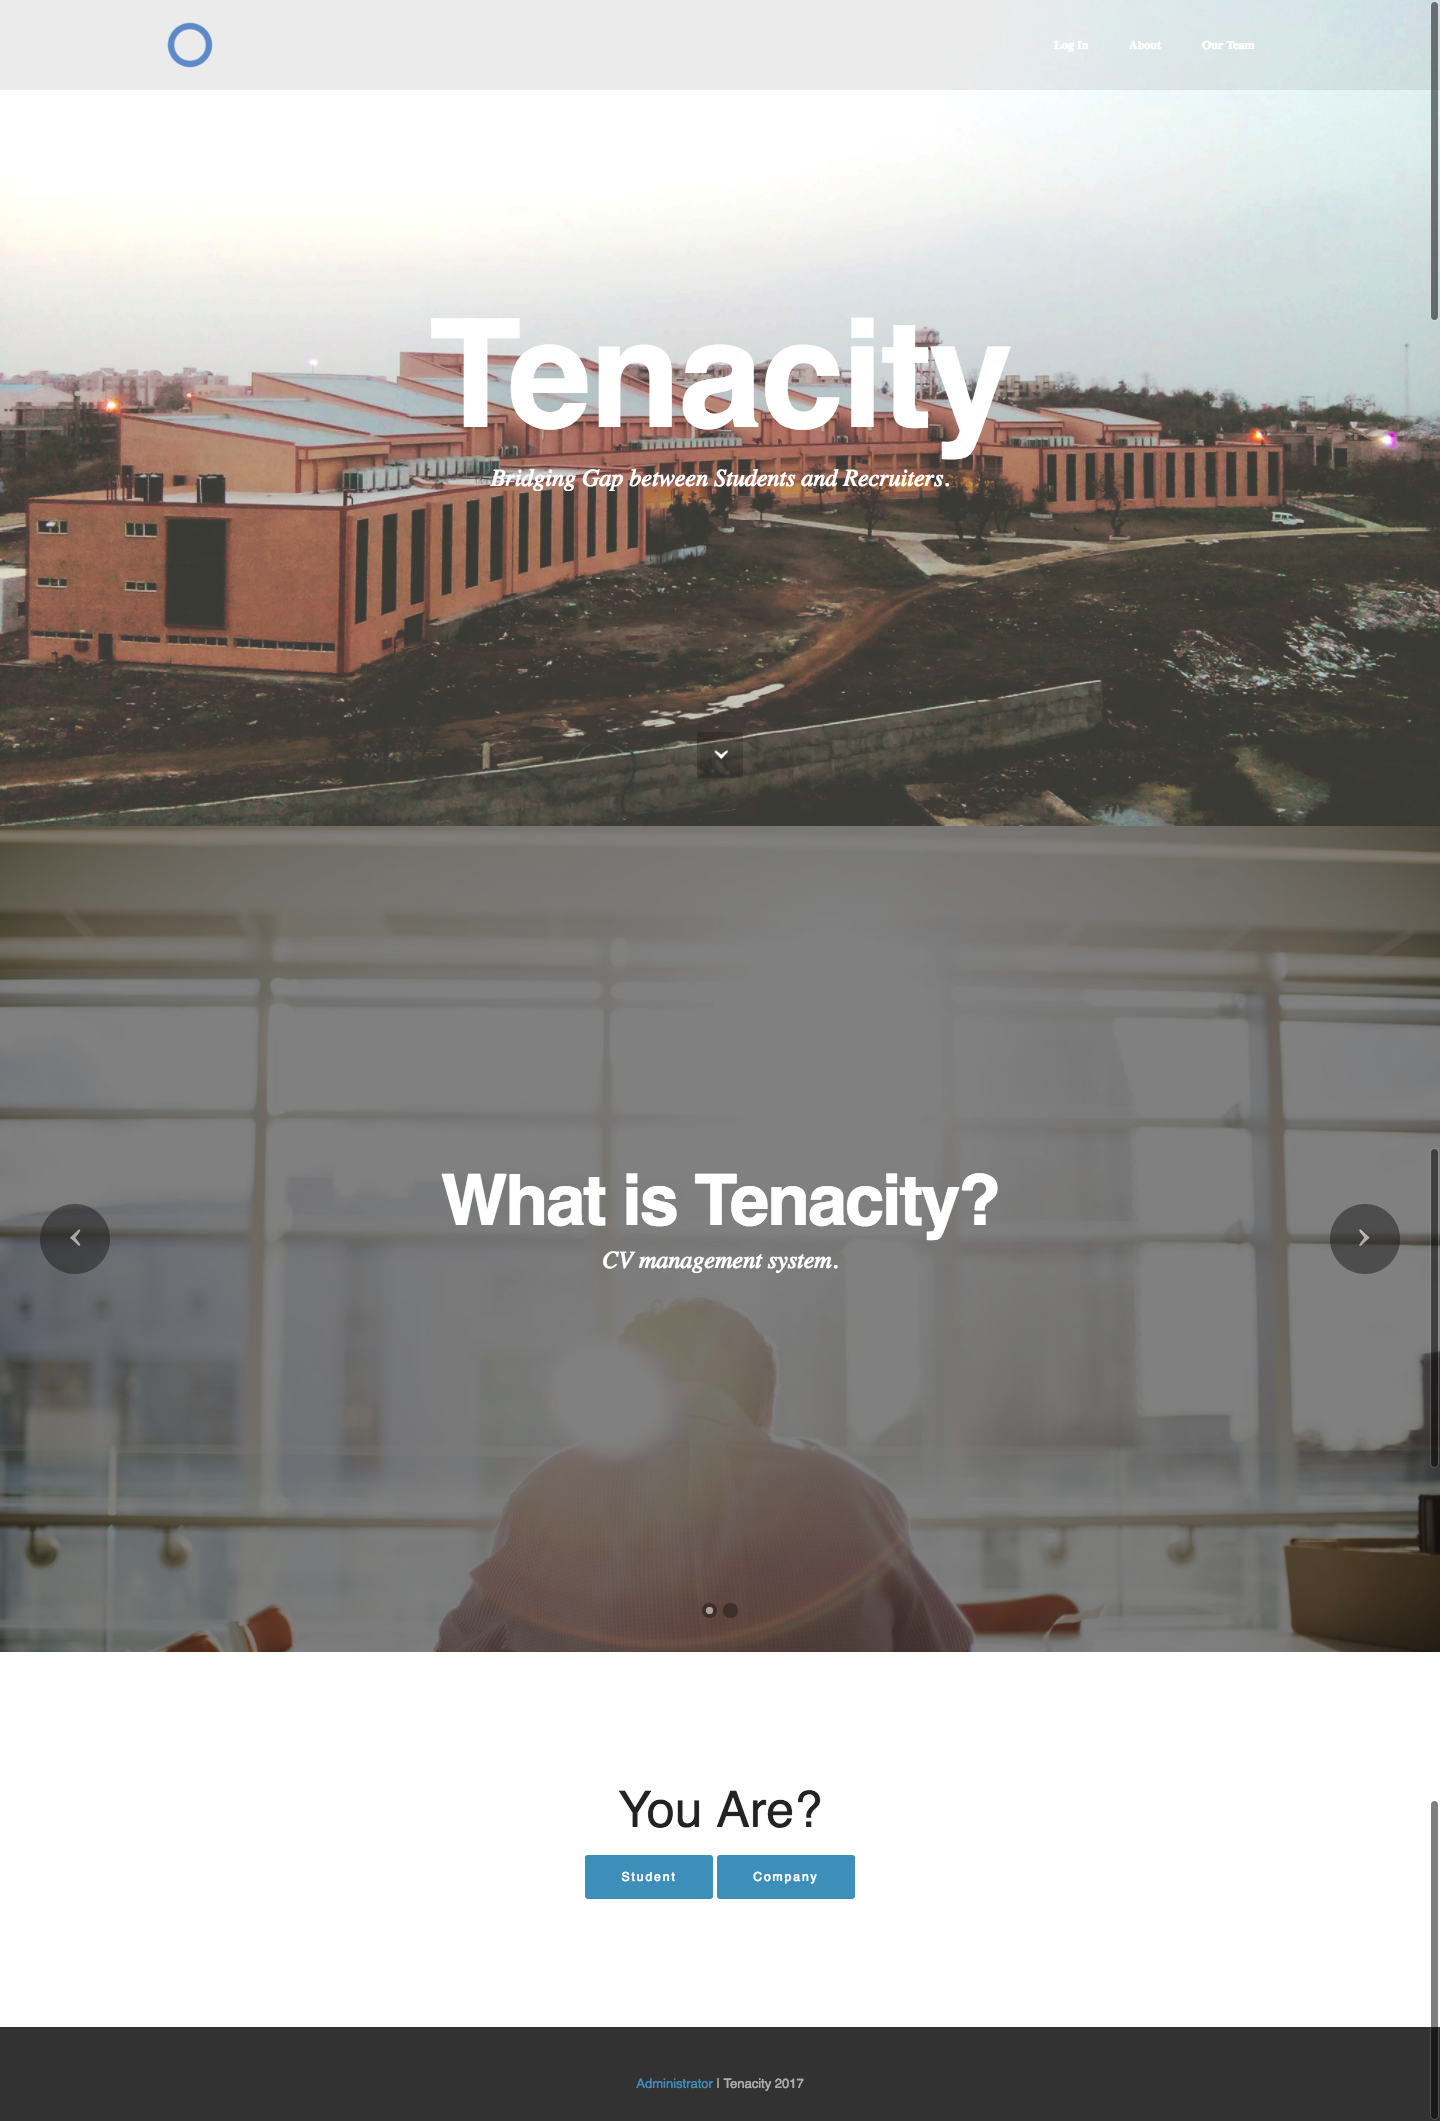 Log In About Our Team
Tenacity
Bridging Gap between Students and Recruiters.
What is Tenacity?
CV management system.
You Are?
Student Company
Administrator | Tenacity 2017